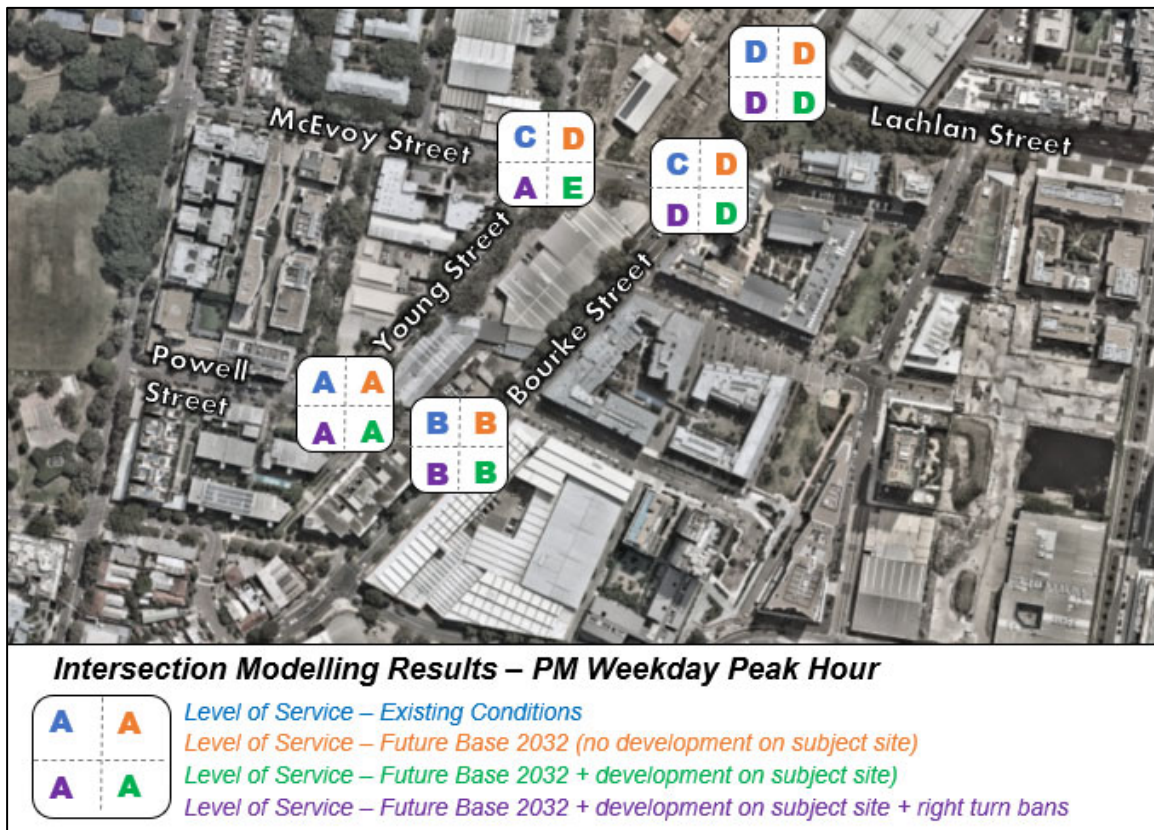 D D
D D
Lachlan Street
McEvoy Street
C D
A E
C D
D D
Young Street
Bourke Street
Powell
Street
A A
A A
B B
B B
Intersection Modelling Results – PM Weekday Peak Hour
A A
A A
Level of Service – Existing Conditions
Level of Service – Future Base 2032 (no development on subject site)
Level of Service – Future Base 2032 + development on subject site)
Level of Service – Future Base 2032 + development on subject site + right turn bans